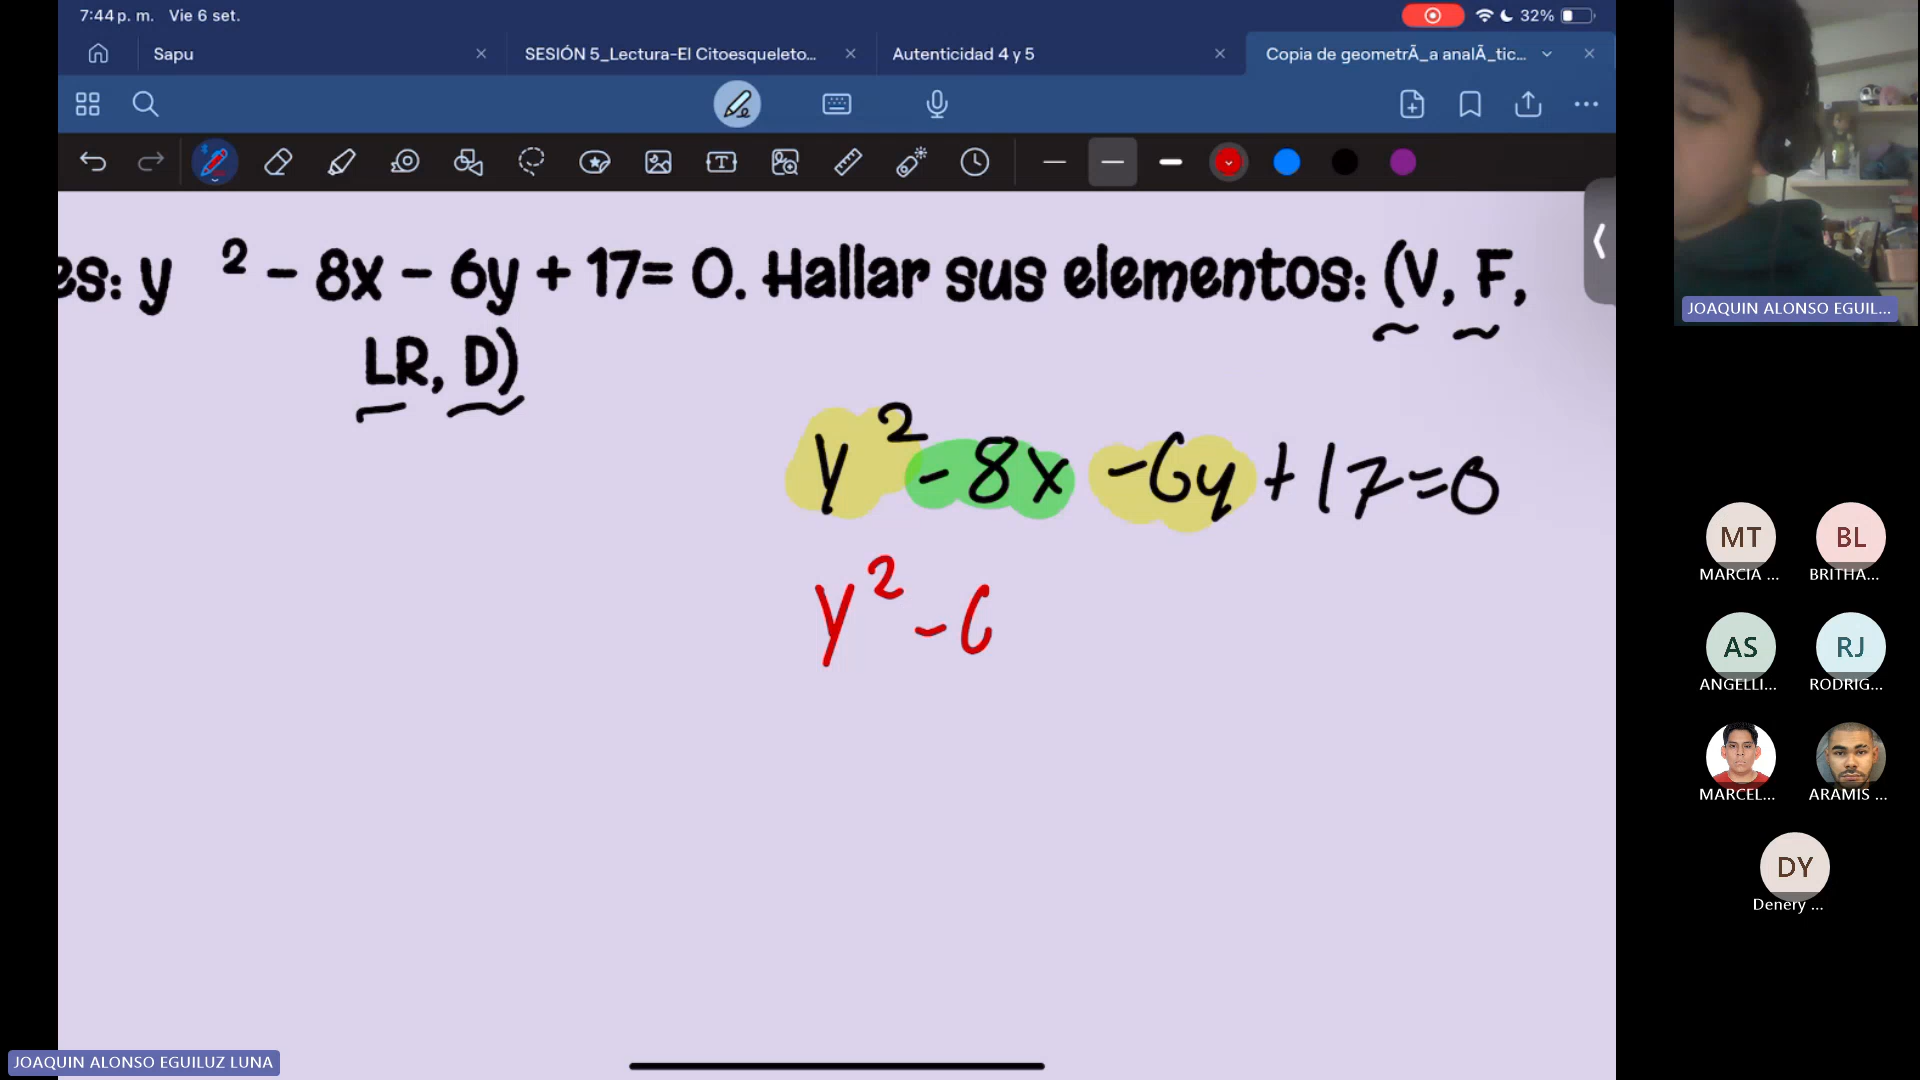 7:44 p. m. Vie 6 set.
32%
Sapu
SESIÓN 5_Lectura-El Citoesqueleto...
Autenticidad 4 y 5
Copia de geometrÃ_a analÃ_tic...
es: y ² - 8x - 6y + 17= 0. Hallar sus elementos: (V, F,
LR, D)
y² - 8x - 6y + 17 = 0
y² - 6
JOAQUIN ALONSO EGUIL...
MT
BL
MARCIA ...
BRITHA...
AS
RJ
ANGELLI...
RODRIG...
MARCEL...
ARAMIS ...
DY
Denery ...
JOAQUIN ALONSO EGUILUZ LUNA